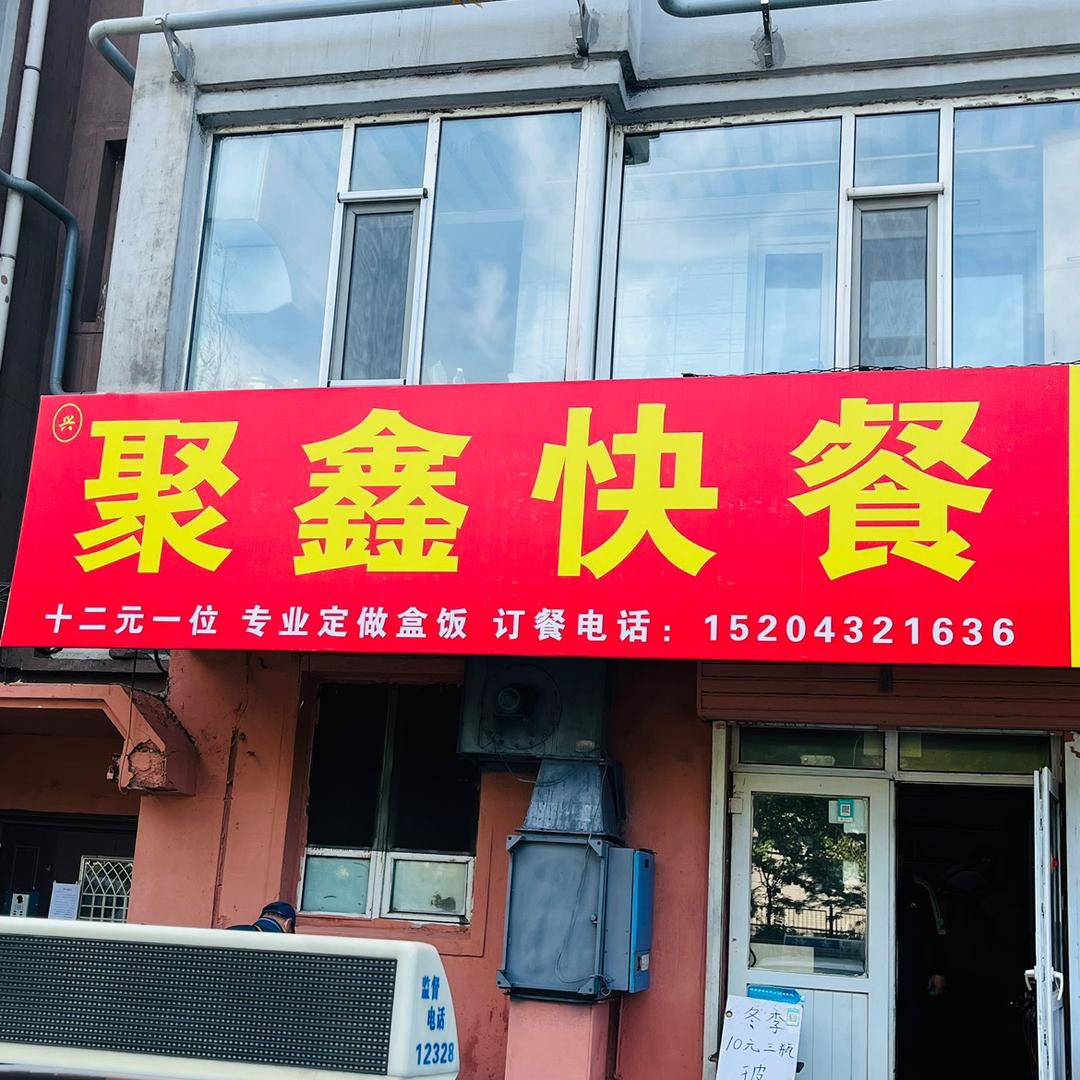 兴
聚鑫快餐
十二元一位 专业定做盒饭 订餐电话：15204321636
监督
电话
12328
冬季
10元三瓶